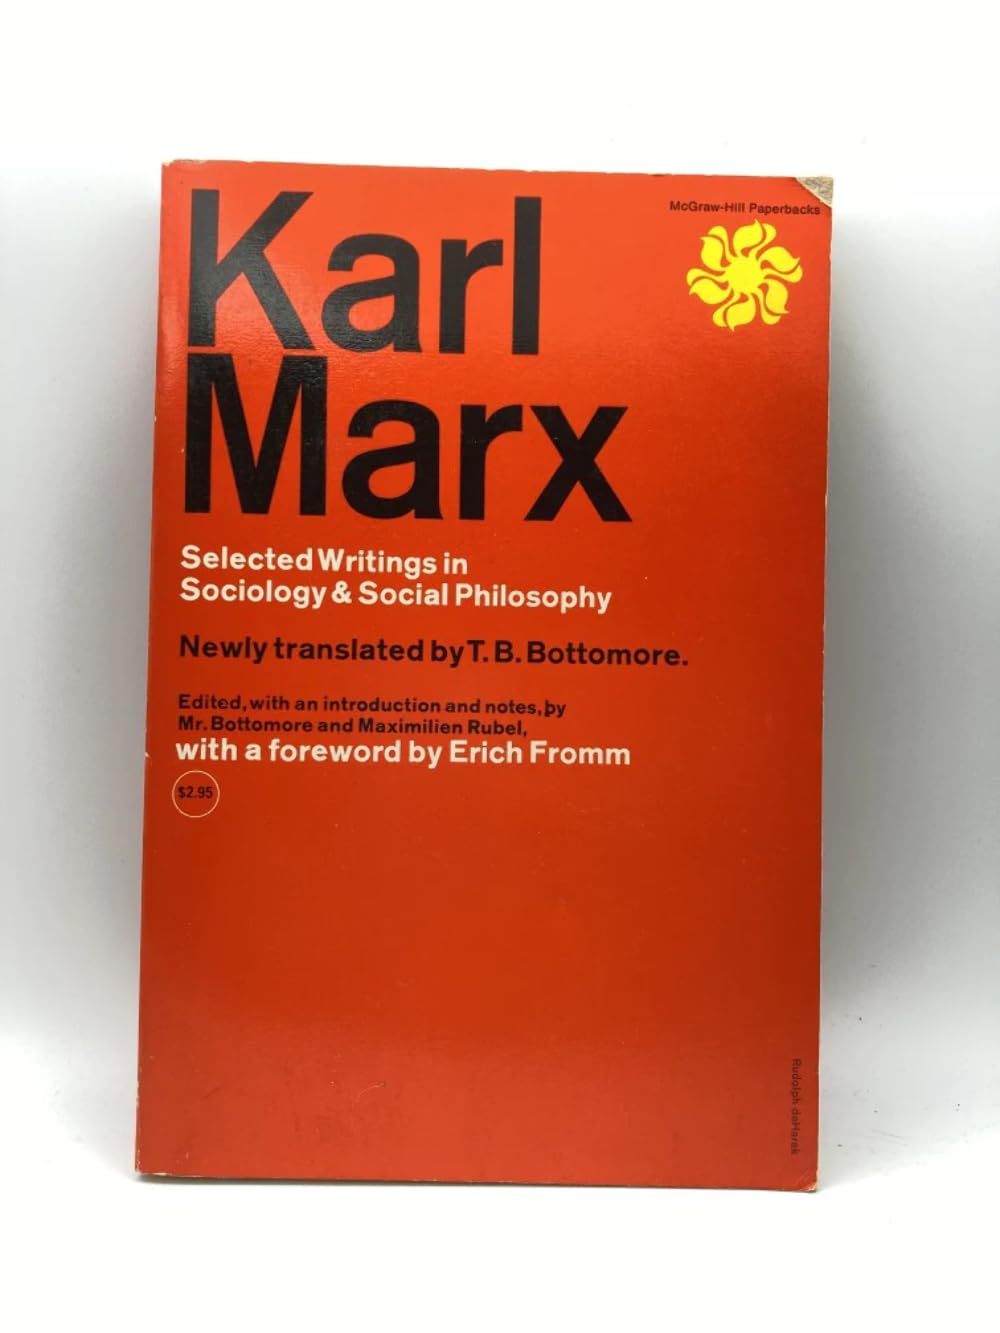 Karl
Marx
McGraw-Hill Paperbacks
Selected Writings in
Sociology & Social Philosophy
Newly translated by T. B. Bottomore.
Edited, with an introduction and notes, by
Mr. Bottomore and Maximilien Rubel,
with a foreword by Erich Fromm
$2.95
Rudolph deHarak